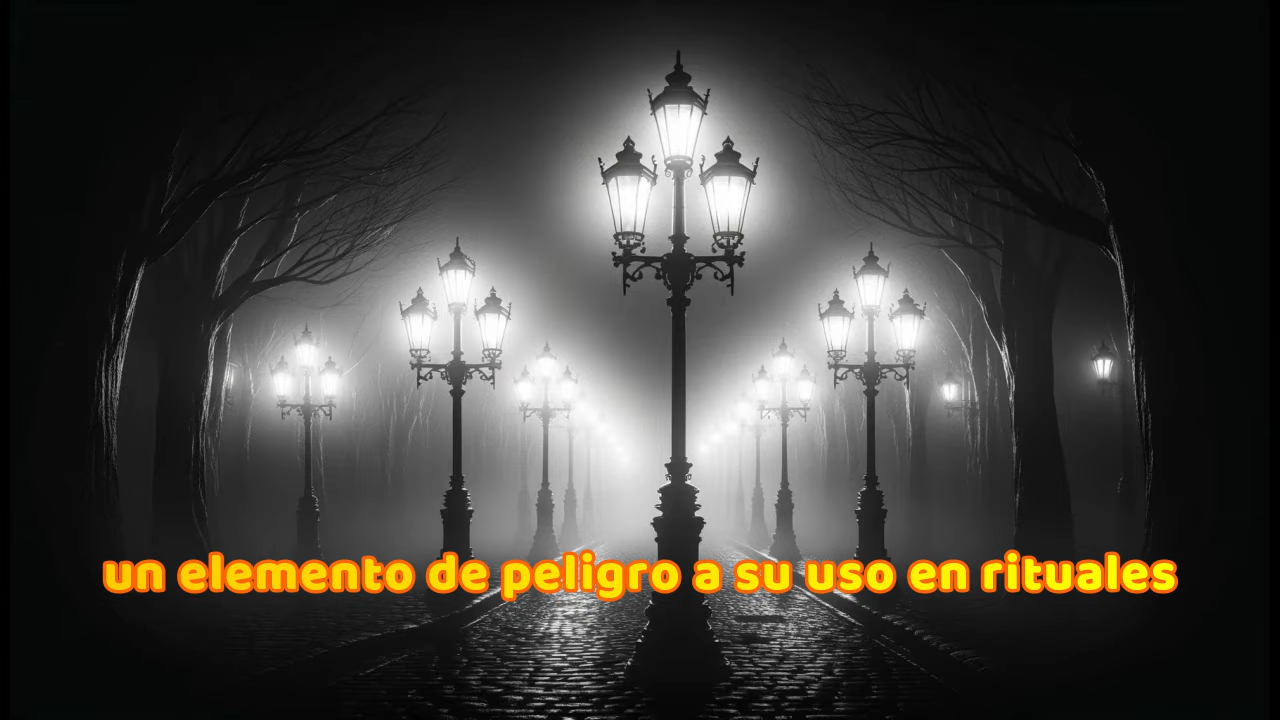 un elemento de peligro a su uso en rituales